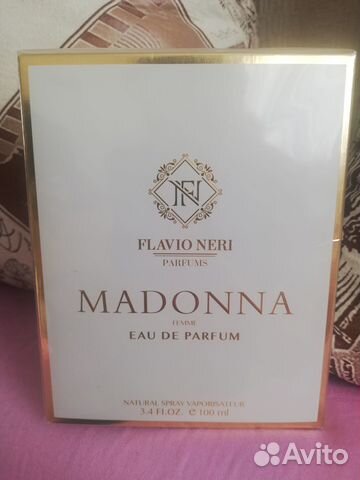 FN
FLAVIO NERI
PARFUMS
MADONNA
FEMME
EAU DE PARFUM
NATURAL SPRAY VAPORISATEUR
3.4 FL.OZ. ℮ 100 ml
Avito